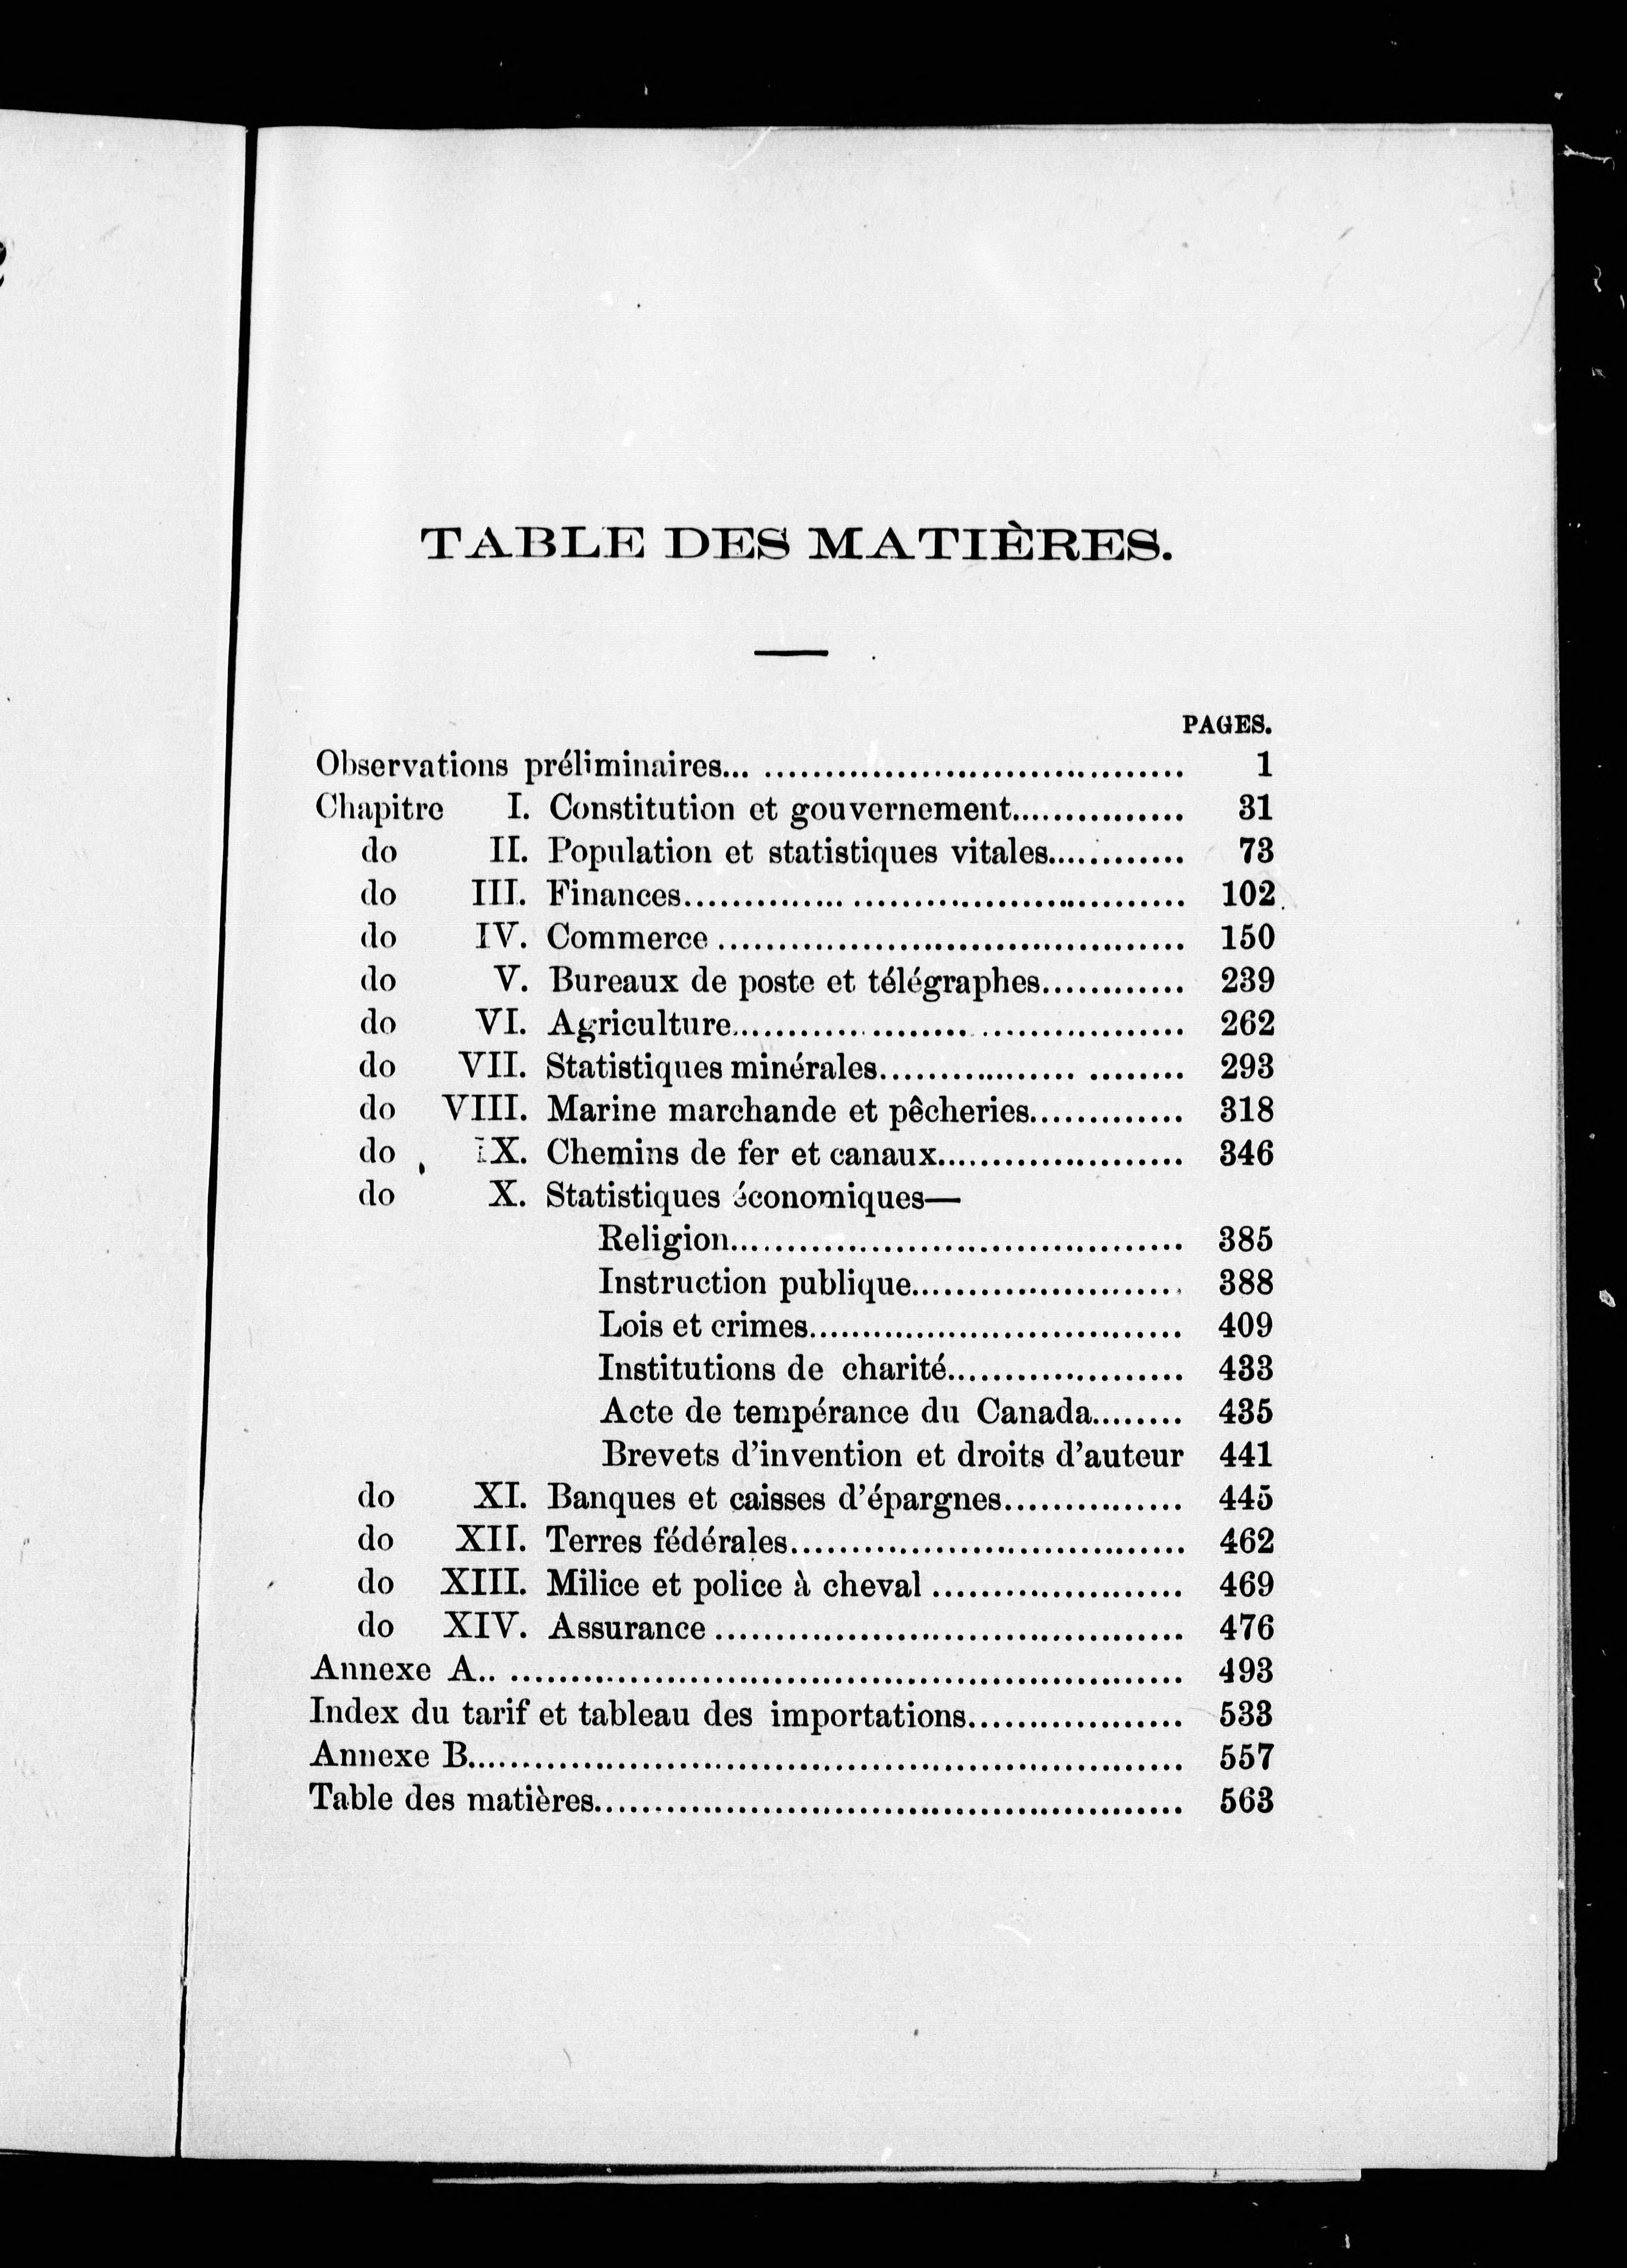 TABLE DES MATIÈRES.
PAGES.
Observations préliminaires... .................................. 1
Chapitre I. Constitution et gouvernement............... 31
do II. Population et statistiques vitales............ 73
do III. Finances.......................................... 102
do IV. Commerce ....................................... 150
do V. Bureaux de poste et télégraphes............ 239
do VI. Agriculture....................................... 262
do VII. Statistiques minérales......................... 293
do VIII. Marine marchande et pêcheries............. 318
do IX. Chemins de fer et canaux..................... 346
do X. Statistiques économiques—
Religion...................................... 385
Instruction publique....................... 388
Lois et crimes................................ 409
Institutions de charité.................... 433
Acte de tempérance du Canada........ 435
Brevets d'invention et droits d'auteur 441
do XI. Banques et caisses d'épargnes............... 445
do XII. Terres fédérales................................. 462
do XIII. Milice et police à cheval ..................... 469
do XIV. Assurance ....................................... 476
Annexe A.. ........................................................ 493
Index du tarif et tableau des importations.................. 533
Annexe B............................................................ 557
Table des matières.................................................. 563